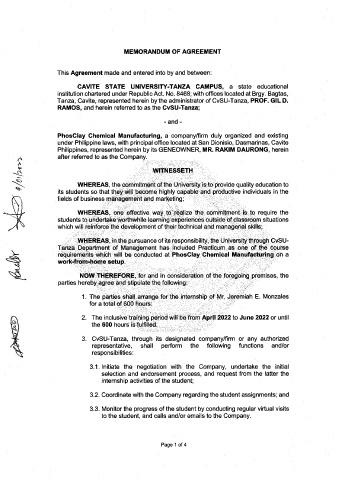 MEMORANDUM OF AGREEMENT
This Agreement made and entered into by and between:
CAVITE STATE UNIVERSITY-TANZA CAMPUS, a state educational
institution chartered under Republic Act. No. 8468, with offices located at Brgy. Bagtas,
Tanza, Cavite, represented herein by the administrator of CvSU-Tanza, PROF. GIL D.
RAMOS, and herein referred to as the CvSU-Tanza;
- and -
PhosClay Chemical Manufacturing, a company/firm duly organized and existing
under Philippine laws, with principal office located at San Dionisio, Dasmarinas, Cavite
Philippines, represented herein by its GENEOWNER, MR. RAKIM DAURONG, herein
after referred to as the Company.
WITNESSETH
WHEREAS, the commitment of the University is to provide quality education to
its students so that they will become highly capable and productive individuals in the
fields of business management and marketing;
WHEREAS, one effective way to realize the commitment is to require the
students to undertake worthwhile learning experiences outside of classroom situations
which will reinforce the development of their technical and managerial skills;
WHEREAS, in the pursuance of its responsibility, the University through CvSU-
Tanza Department of Management has included Practicum as one of the course
requirements which will be conducted at PhosClay Chemical Manufacturing on a
work-from-home setup.
NOW THEREFORE, for and in consideration of the foregoing promises, the
parties hereby agree and stipulate the following:
1. The parties shall arrange for the internship of Mr. Jeremiah E. Monzales
for a total of 600 hours;
2. The inclusive training period will be from April 2022 to June 2022 or until
the 600 hours is fulfilled.
3. CvSU-Tanza, through its designated company/firm or any authorized
representative, shall perform the following functions and/or
responsibilities:
3.1. Initiate the negotiation with the Company, undertake the initial
selection and endorsement process, and request from the latter the
internship activities of the student;
3.2. Coordinate with the Company regarding the student assignments; and
3.3. Monitor the progress of the student by conducting regular virtual visits
to the student, and calls and/or emails to the Company.
Page 1 of 4